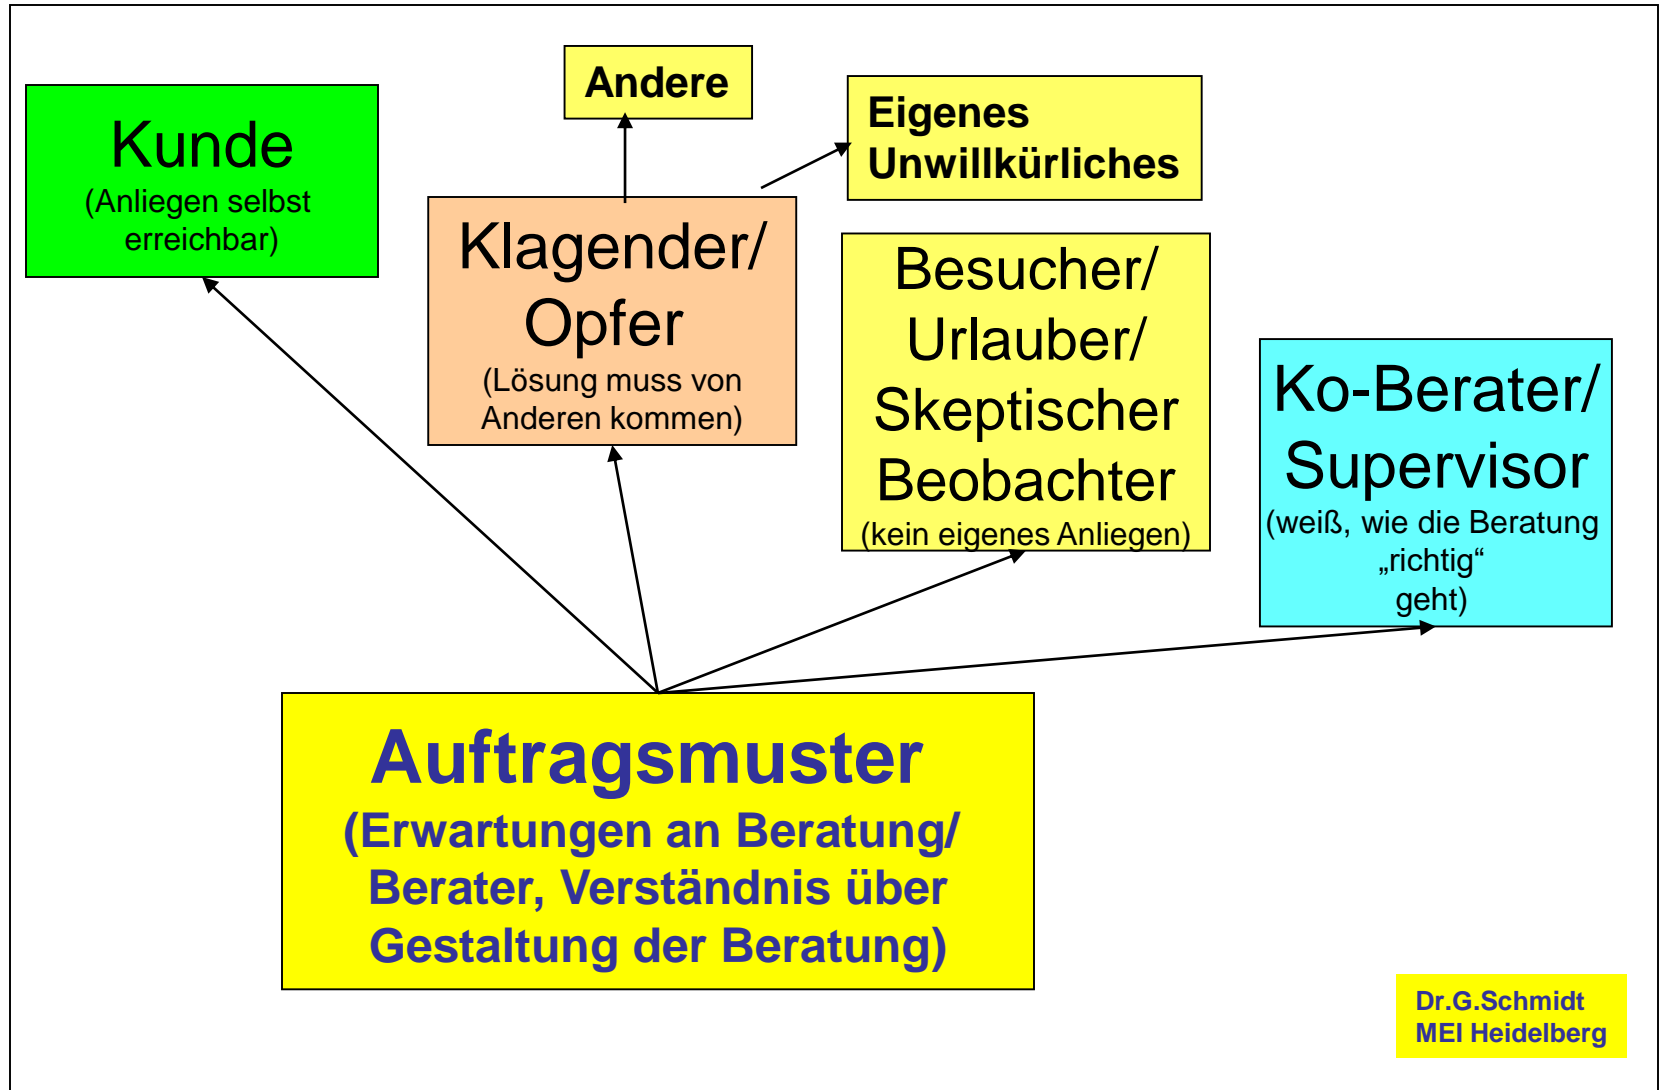 Kunde
(Anliegen selbst
erreichbar)
Andere
Eigenes
Unwillkürliches
Klagender/
Opfer
(Lösung muss von
Anderen kommen)
Besucher/
Urlauber/
Skeptischer
Beobachter
(kein eigenes Anliegen)
Ko-Berater/
Supervisor
(weiß, wie die Beratung
„richtig“
geht)
Auftragsmuster
(Erwartungen an Beratung/
Berater, Verständnis über
Gestaltung der Beratung)
Dr.G.Schmidt
MEI Heidelberg